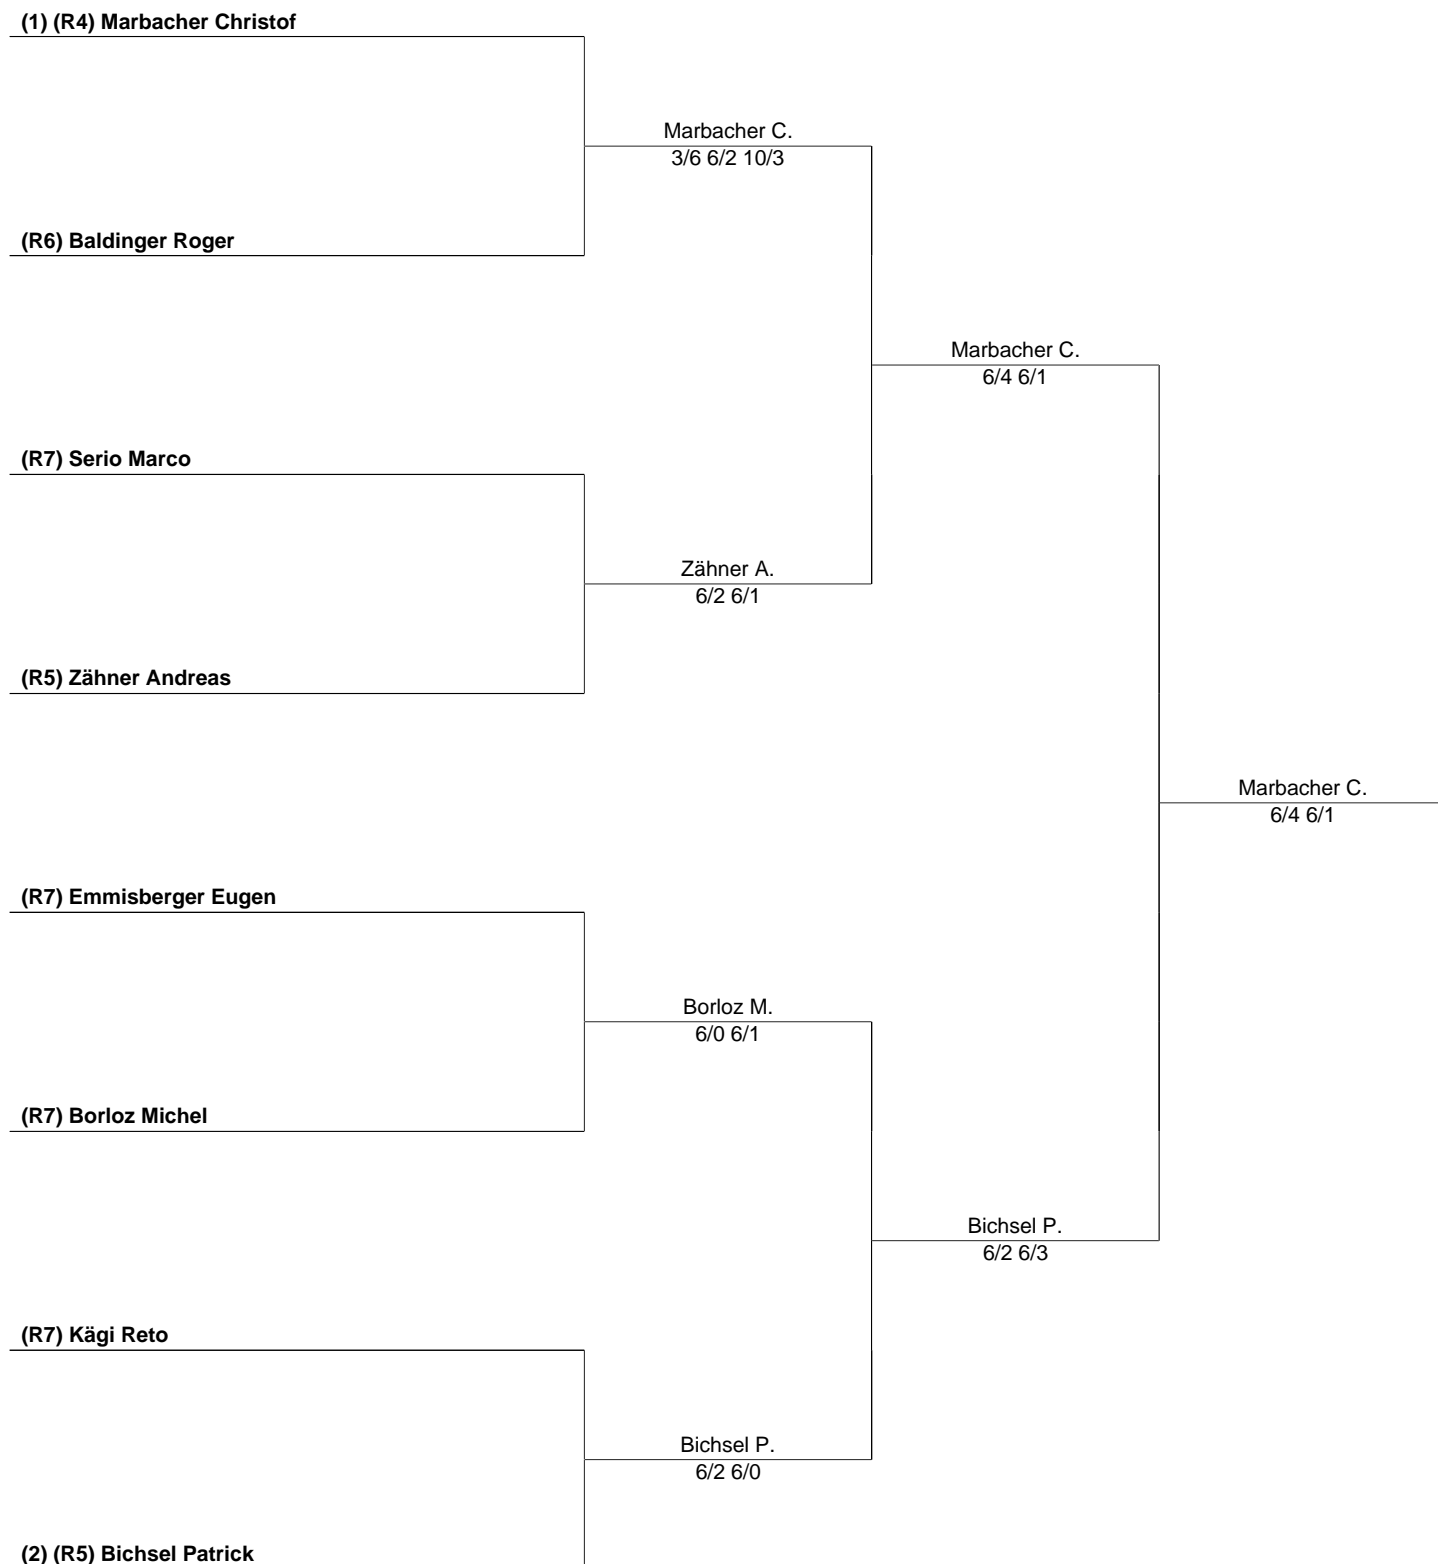 (1) (R4) Marbacher Christof
Marbacher C.
3/6 6/2 10/3
(R6) Baldinger Roger
Marbacher C.
6/4 6/1
(R7) Serio Marco
Zähner A.
6/2 6/1
(R5) Zähner Andreas
Marbacher C.
6/4 6/1
(R7) Emmisberger Eugen
Borloz M.
6/0 6/1
(R7) Borloz Michel
Bichsel P.
6/2 6/3
(R7) Kägi Reto
Bichsel P.
6/2 6/0
(2) (R5) Bichsel Patrick